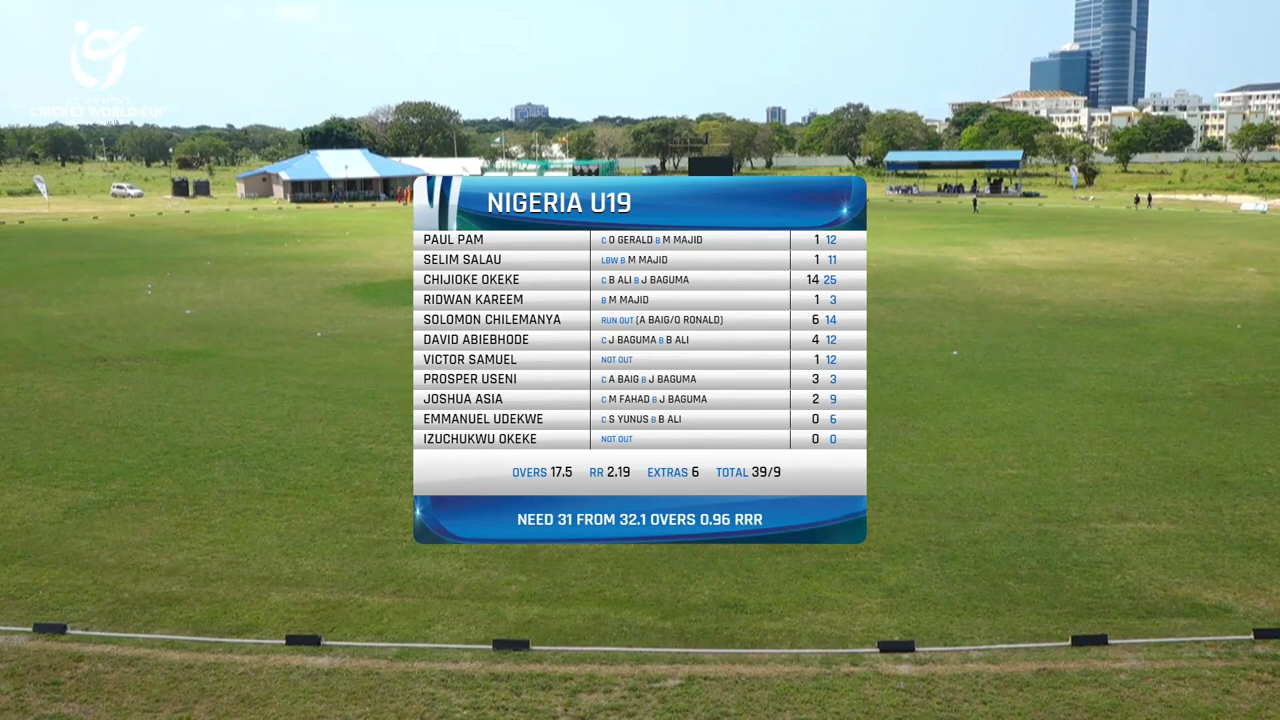 CRICKET WORLD CUP
NIGERIA U19
PAUL PAM C O GERALD B M MAJID 1 12
SELIM SALAU LBW B M MAJID 1 11
CHIJIOKE OKEKE C B ALI B J BAGUMA 14 25
RIDWAN KAREEM B M MAJID 1 3
SOLOMON CHILEMANYA RUN OUT (A BAIG/O RONALD) 6 14
DAVID ABIEBHODE C J BAGUMA B B ALI 4 12
VICTOR SAMUEL NOT OUT 1 12
PROSPER USENI C A BAIG B J BAGUMA 3 3
JOSHUA ASIA C M FAHAD B J BAGUMA 2 9
EMMANUEL UDEKWE C S YUNUS B B ALI 0 6
IZUCHUKWU OKEKE NOT OUT 0 0
OVERS 17.5 RR 2.19 EXTRAS 6 TOTAL 39/9
NEED 31 FROM 32.1 OVERS 0.96 RRR